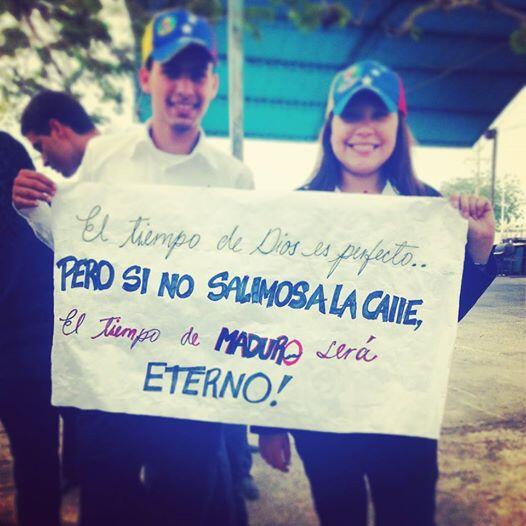 El tiempo de Dios es perfecto..
PERO SI NO SALIMOS A LA CAllE,
El tiempo de MADURO será
ETERNO!